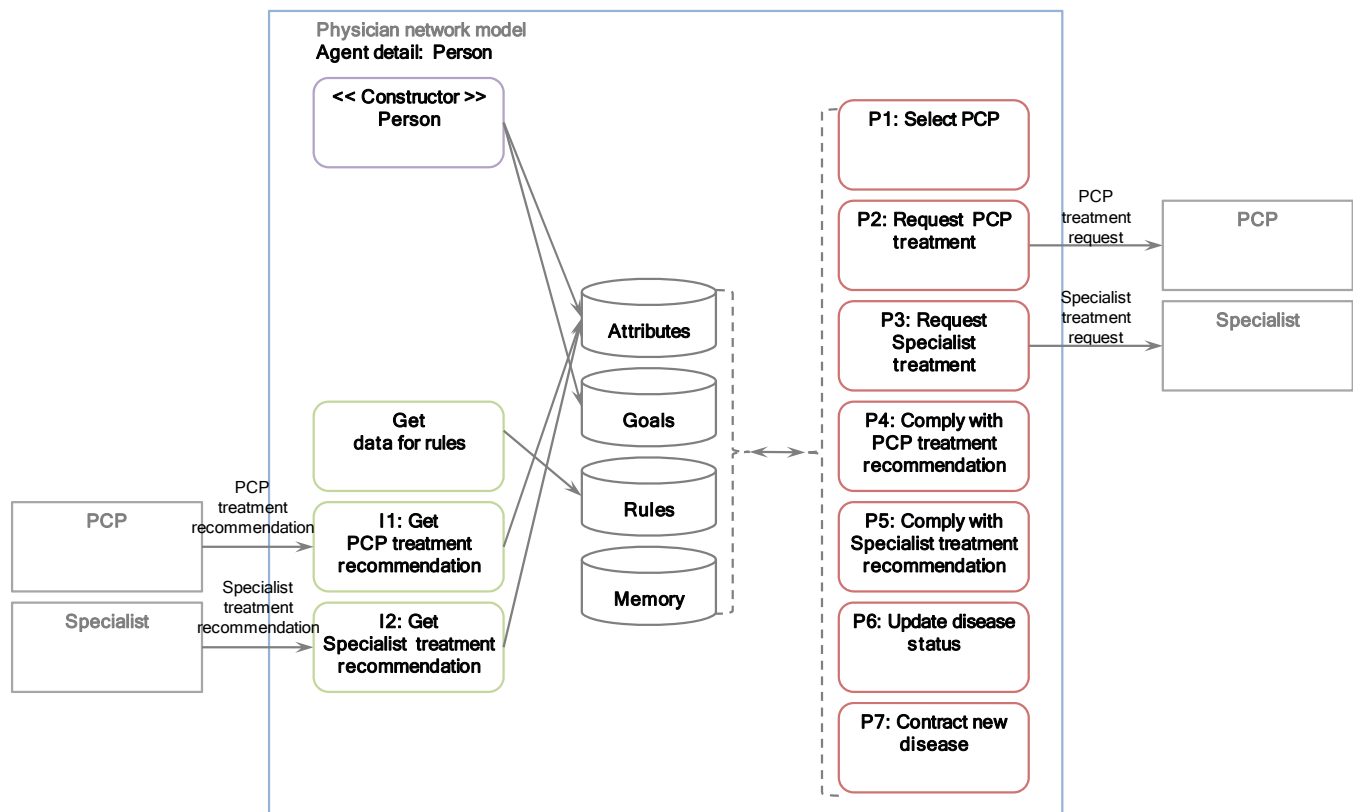 Physician network model
Agent detail:  Person
<< Constructor >>
Person
Get
data for rules
PCP
PCP
treatment
recommendation
I1: Get
PCP treatment
recommendation
Specialist
Specialist
treatment
recommendation
I2: Get
Specialist treatment
recommendation
Attributes
Goals
Rules
Memory
P1: Select PCP
P2: Request PCP
treatment
PCP
treatment
request
PCP
P3: Request
Specialist
treatment
Specialist
treatment
request
Specialist
P4: Comply with
PCP treatment
recommendation
P5: Comply with
Specialist treatment
recommendation
P6: Update disease
status
P7: Contract new
disease